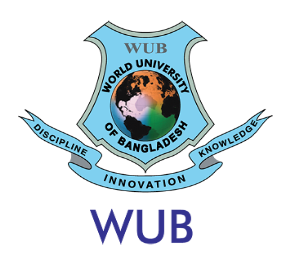 WUB
WORLD UNIVERSITY
OF BANGLADESH
DISCIPLINE
INNOVATION
KNOWLEDGE
WUB